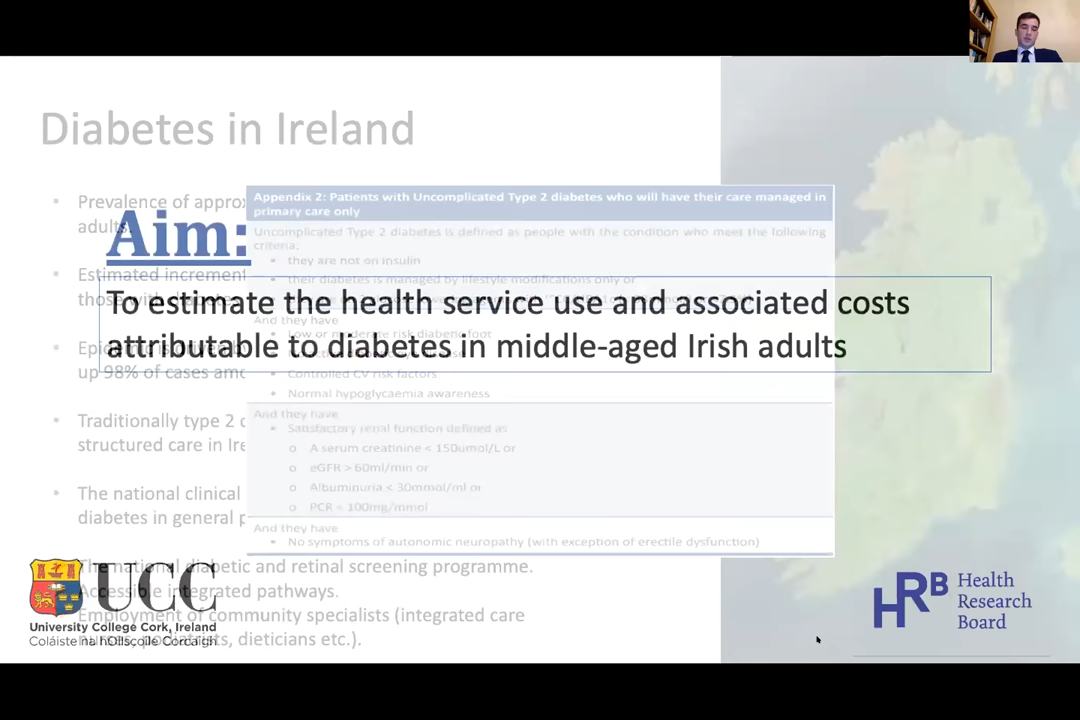 Diabetes in Ireland
Prevalence of approx
adults.
Aim:
Estimated increment
those with
To estimate the health service use and associated costs
attributable to diabetes in middle-aged Irish adults
up 98% of cases amo
Traditionally type 2
structured care in Ire
The national clinical
diabetes in general p
The national diabetic and retinal screening programme.
Accessible integrated pathways.
Employment of community specialists (integrated care
nurses, podiatrists, dieticians etc.).
Appendix 2: Patients with Uncomplicated Type 2 diabetes who will have their care managed in
primary care only
Uncomplicated Type 2 diabetes is defined as people with the condition who meet the following
criteria:
they are not on insulin
their diabetes is managed by lifestyle modifications only or
And they have
Low or moderate risk diabetic foot
Controlled CV risk factors
Normal hypoglycaemia awareness
And they have
Satisfactory renal function defined as
A serum creatinine < 150umol/L or
eGFR > 60ml/min or
Albuminuria < 30mmol/ml or
PCR < 100mg/mmol
And they have
No symptoms of autonomic neuropathy (with exception of erectile dysfunction)
UCC
University College Cork, Ireland
Coláiste na hOllscoile Corcaigh
HRB
Health
Research
Board